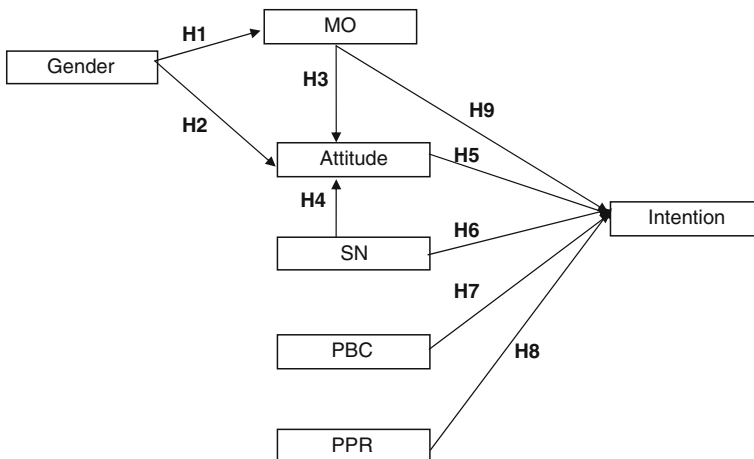 MO
H1
Gender
H3
H9
H2
Attitude
H5
H4
Intention
H6
SN
H7
PBC
H8
PPR